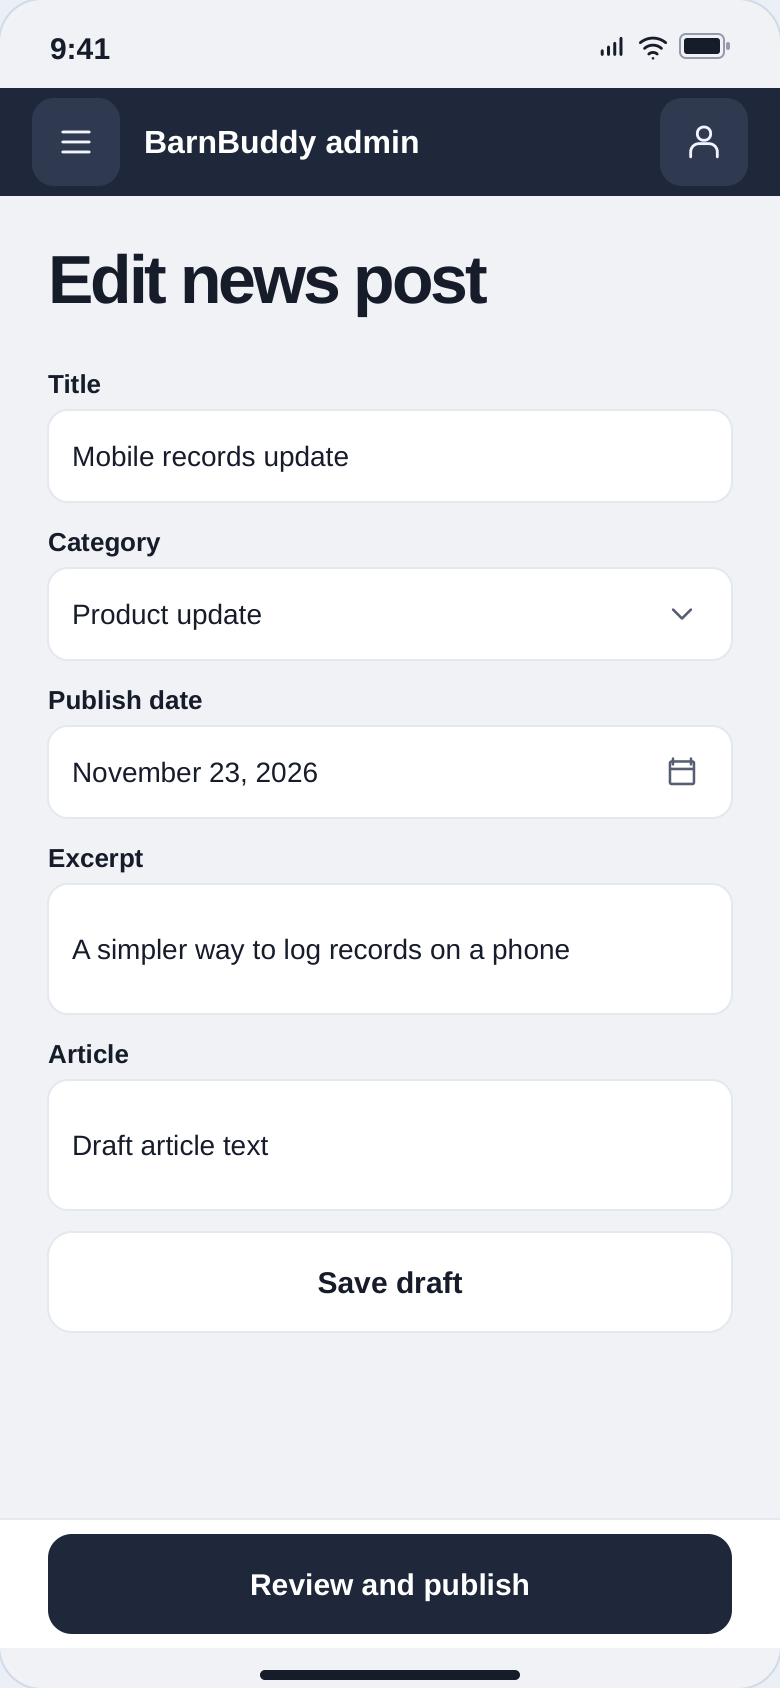 9:41
BarnBuddy admin
Edit news post
Title
Mobile records update
Category
Product update
Publish date
November 23, 2026
Excerpt
A simpler way to log records on a phone
Article
Draft article text
Save draft
Review and publish